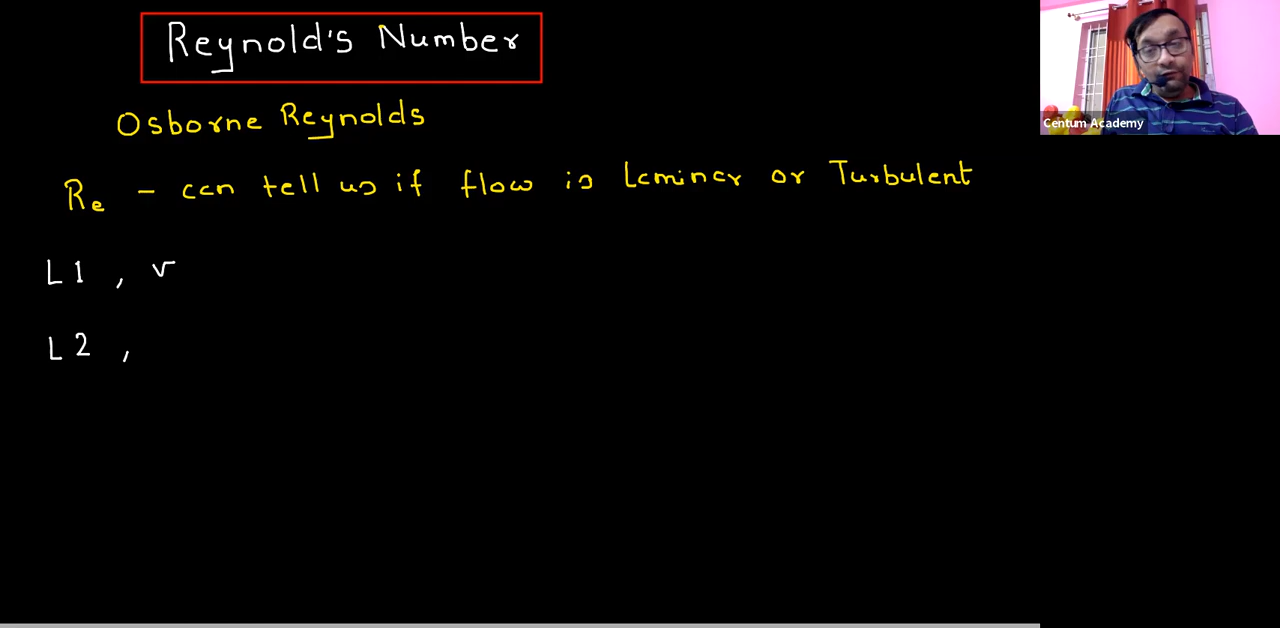 Reynold's Number
Osborne Reynolds
Re - can tell us if flow is Laminar or Turbulent
L1 , v
L2 ,
Centum Academy